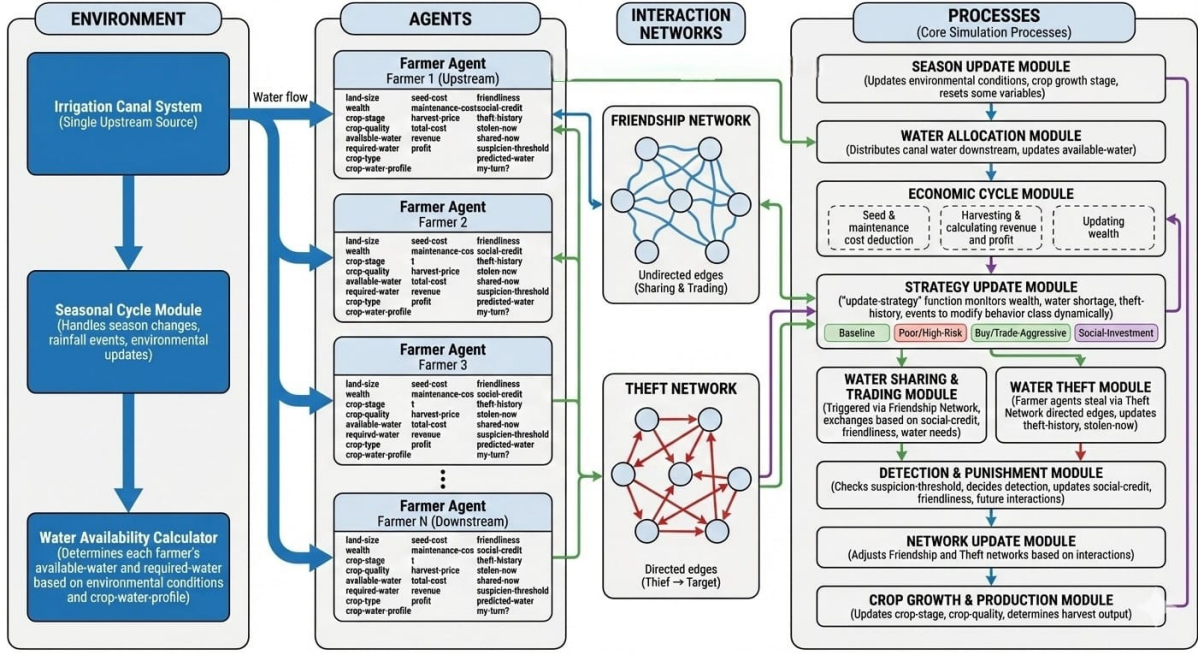 ENVIRONMENT
Irrigation Canal System
(Single Upstream Source)
Seasonal Cycle Module
(Handles season changes,
rainfall events, environmental
updates)
Water Availability Calculator
(Determines each farmer's
available-water and required-water
based on environmental conditions
and crop-water-profile)
Water flow
AGENTS
Farmer Agent
Farmer 1 (Upstream)
land-size seed-cost friendliness
wealth maintenance-costsocial-credit
crop-stage harvest-price theft-history
crop-quality total-cost stolen-now
available-water revenue shared-now
required-water profit suspicion-threshold
crop-type predicted-water
crop-water-profile my-turn?
Farmer Agent
Farmer 2
land-size seed-cost friendliness
wealth maintenance-cos social-credit
crop-stage t theft-history
crop-quality harvest-price stolen-now
available-water total-cost shared-now
required-water revenue suspicion-threshold
crop-type profit predicted-water
crop-water-profile my-turn?
Farmer Agent
Farmer 3
land-size seed-cost friendliness
wealth maintenance-cos social-credit
crop-stage t theft-history
crop-quality harvest-price stolen-now
available-water total-cost shared-now
requirvd-water revenue suspicion-threshold
crop-type profit predicted-water
crop-water-profile my-turn?
Farmer Agent
Farmer N (Downstream)
land-size seed-cost friendliness
wealth maintenance-cos social-credit
crop-stage t theft-histary
crop-quality harvest-price stolen-now
available-water total-cost shared-now
required-water revenue suspicion-threshold
crop-type profit predicted-water
crop-water-profile my-turn?
INTERACTION
NETWORKS
FRIENDSHIP NETWORK
Undirected edges
(Sharing & Trading)
THEFT NETWORK
Directed edges
(Thief → Target)
PROCESSES
(Core Simulation Processes)
SEASON UPDATE MODULE
(Updates environmental conditions, crop growth stage,
resets some variables)
WATER ALLOCATION MODULE
(Distributes canal water downstream, updates available-water)
ECONOMIC CYCLE MODULE
Seed &
maintenance
cost deduction
Harvesting &
calculating revenue
and profit
Updating
wealth
STRATEGY UPDATE MODULE
("update-strategy" function monitors wealth, water shortage, theft-
history, events to modify behavior class dynamically)
Baseline Poor/High-Risk Buy/Trade-Aggressive Social-Investment
WATER SHARING &
TRADING MODULE
(Triggered via Friendship Network,
exchanges based on social-credit,
friendliness, water needs)
WATER THEFT MODULE
(Farmer agents steal via Theft
Network directed edges, updates
theft-history, stolen-now)
DETECTION & PUNISHMENT MODULE
(Checks suspicion-threshold, decides detection, updates social-credit,
friendliness, future interactions)
NETWORK UPDATE MODULE
(Adjusts Friendship and Theft networks based on interactions)
CROP GROWTH & PRODUCTION MODULE
(Updates crop-stage, crop-quality, determines harvest output)